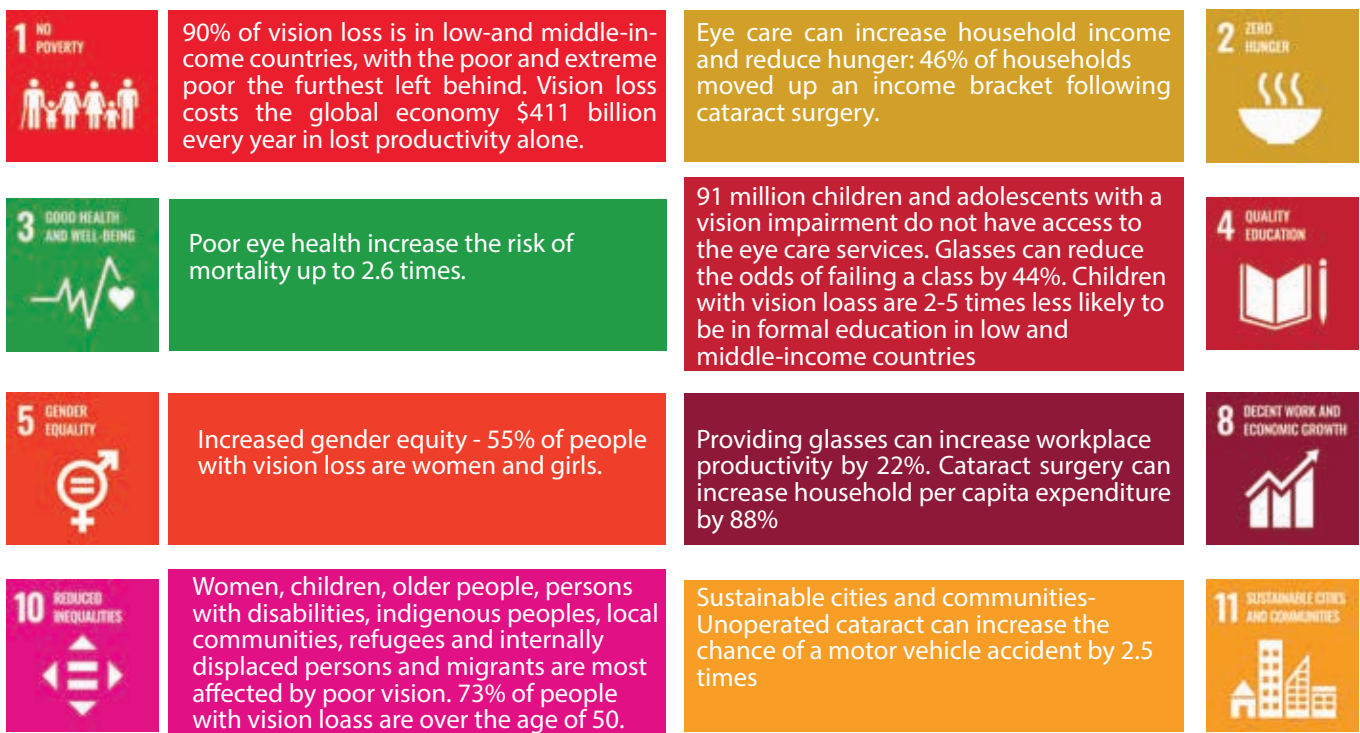 1 NO
POVERTY
90% of vision loss is in low-and middle-in-
come countries, with the poor and extreme
poor the furthest left behind. Vision loss
costs the global economy $411 billion
every year in lost productivity alone.
Eye care can increase household income
and reduce hunger: 46% of households
moved up an income bracket following
cataract surgery.
2 ZERO
HUNGER
3 GOOD HEALTH
AND WELL-BEING
Poor eye health increase the risk of
mortality up to 2.6 times.
91 million children and adolescents with a
vision impairment do not have access to
the eye care services. Glasses can reduce
the odds of failing a class by 44%. Children
with vision loass are 2-5 times less likely to
be in formal education in low and
middle-income countries
4 QUALITY
EDUCATION
5 GENDER
EQUALITY
Increased gender equity - 55% of people
with vision loss are women and girls.
Providing glasses can increase workplace
productivity by 22%. Cataract surgery can
increase household per capita expenditure
by 88%
8 DECENT WORK AND
ECONOMIC GROWTH
10 REDUCED
INEQUALITIES
Women, children, older people, persons
with disabilities, indigenous peoples, local
communities, refugees and internally
displaced persons and migrants are most
affected by poor vision. 73% of people
with vision loass are over the age of 50.
Sustainable cities and communities-
Unoperated cataract can increase the
chance of a motor vehicle accident by 2.5
times
11 SUSTAINABLE CITIES
AND COMMUNITIES